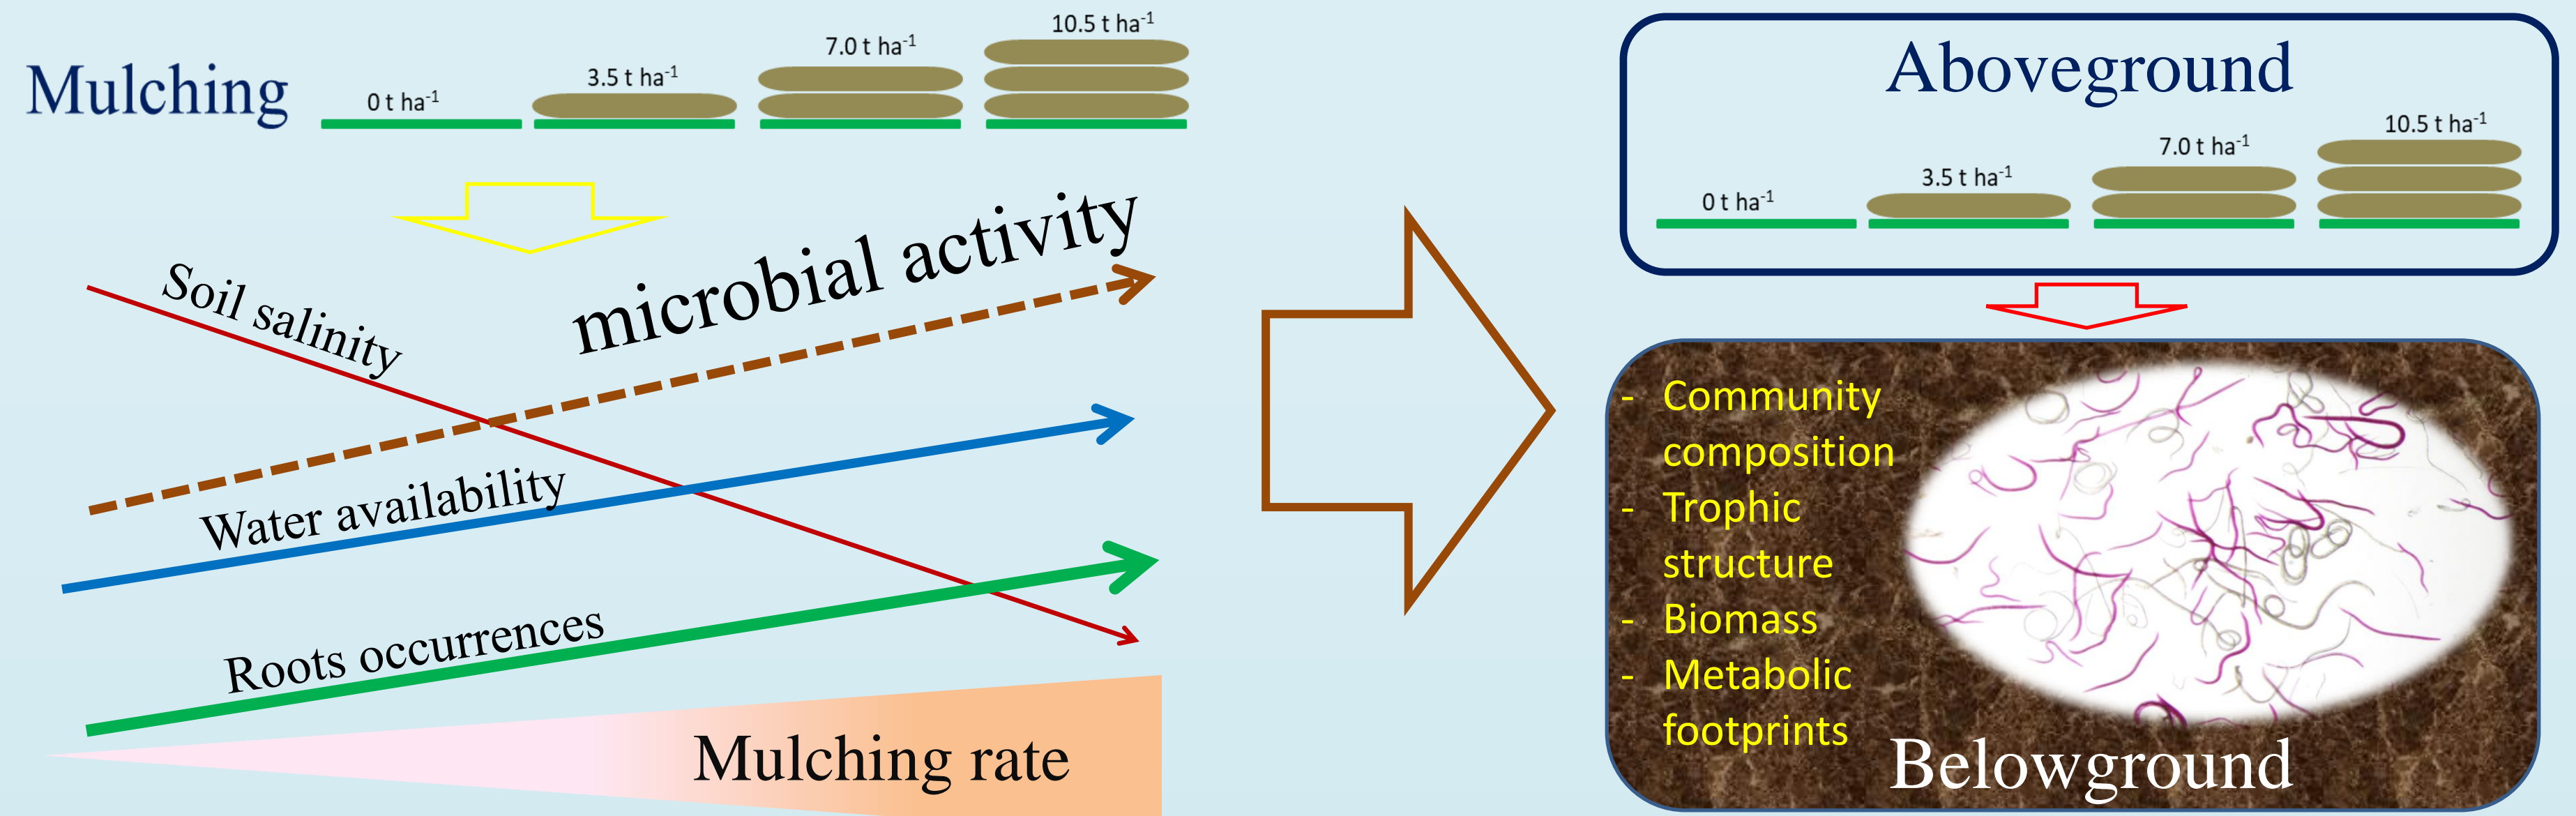 Mulching
0 t ha⁻¹
3.5 t ha⁻¹
7.0 t ha⁻¹
10.5 t ha⁻¹
Soil salinity
microbial activity
Water availability
Roots occurrences
Mulching rate
Aboveground
0 t ha⁻¹
3.5 t ha⁻¹
7.0 t ha⁻¹
10.5 t ha⁻¹
- Community
composition
- Trophic
structure
- Biomass
- Metabolic
footprints
Belowground